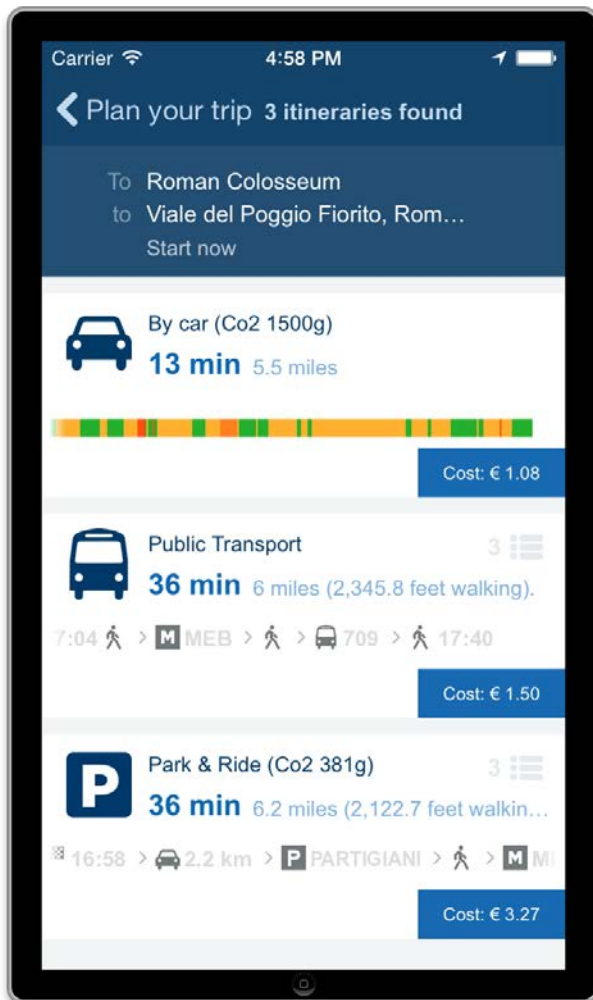 Carrier 4:58 PM
Plan your trip 3 itineraries found
To Roman Colosseum
to Viale del Poggio Fiorito, Rom…
Start now
By car (Co2 1500g)
13 min 5.5 miles
Cost: € 1.08
Public Transport 3
36 min 6 miles (2,345.8 feet walking).
7:04 > M MEB > > 709 > 17:40
Cost: € 1.50
P Park & Ride (Co2 381g) 3
36 min 6.2 miles (2,122.7 feet walkin…
16:58 > 2.2 km > P PARTIGIANI > > M
Cost: € 3.27